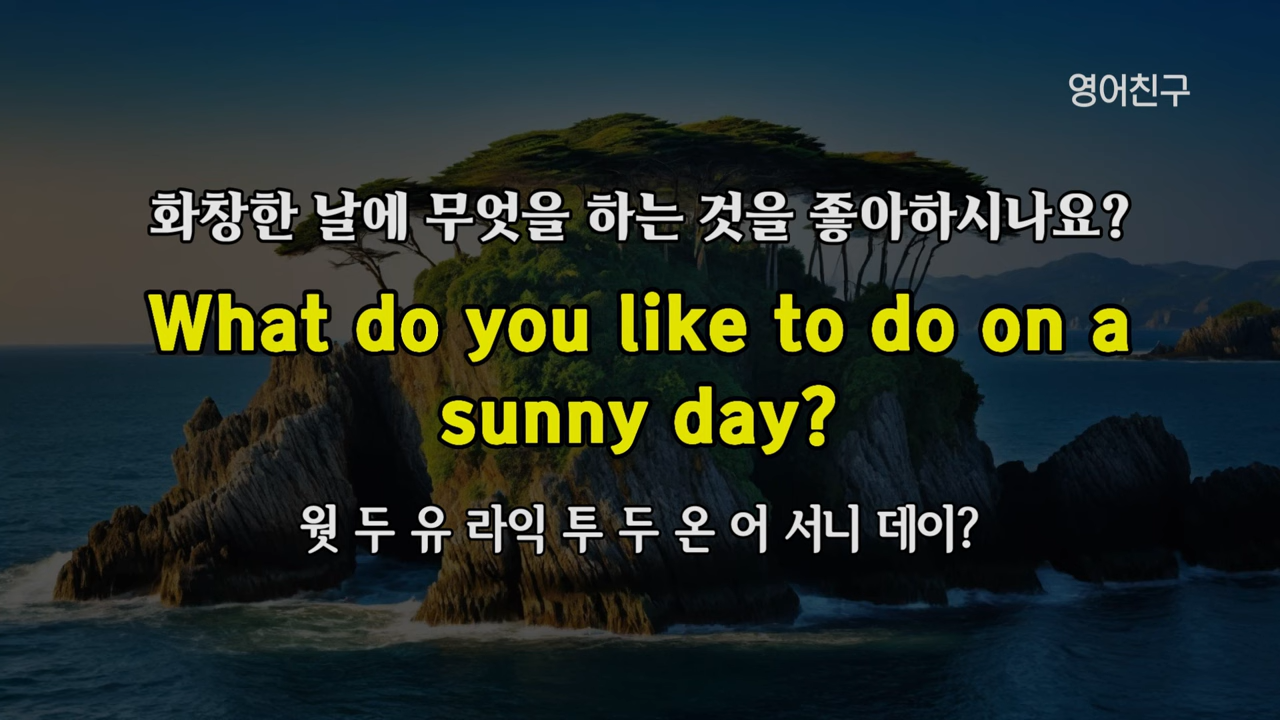 영어친구
화창한 날에 무엇을 하는 것을 좋아하시나요?
What do you like to do on a
sunny day?
웟 두 유 라익 투 두 온 어 서니 데이?